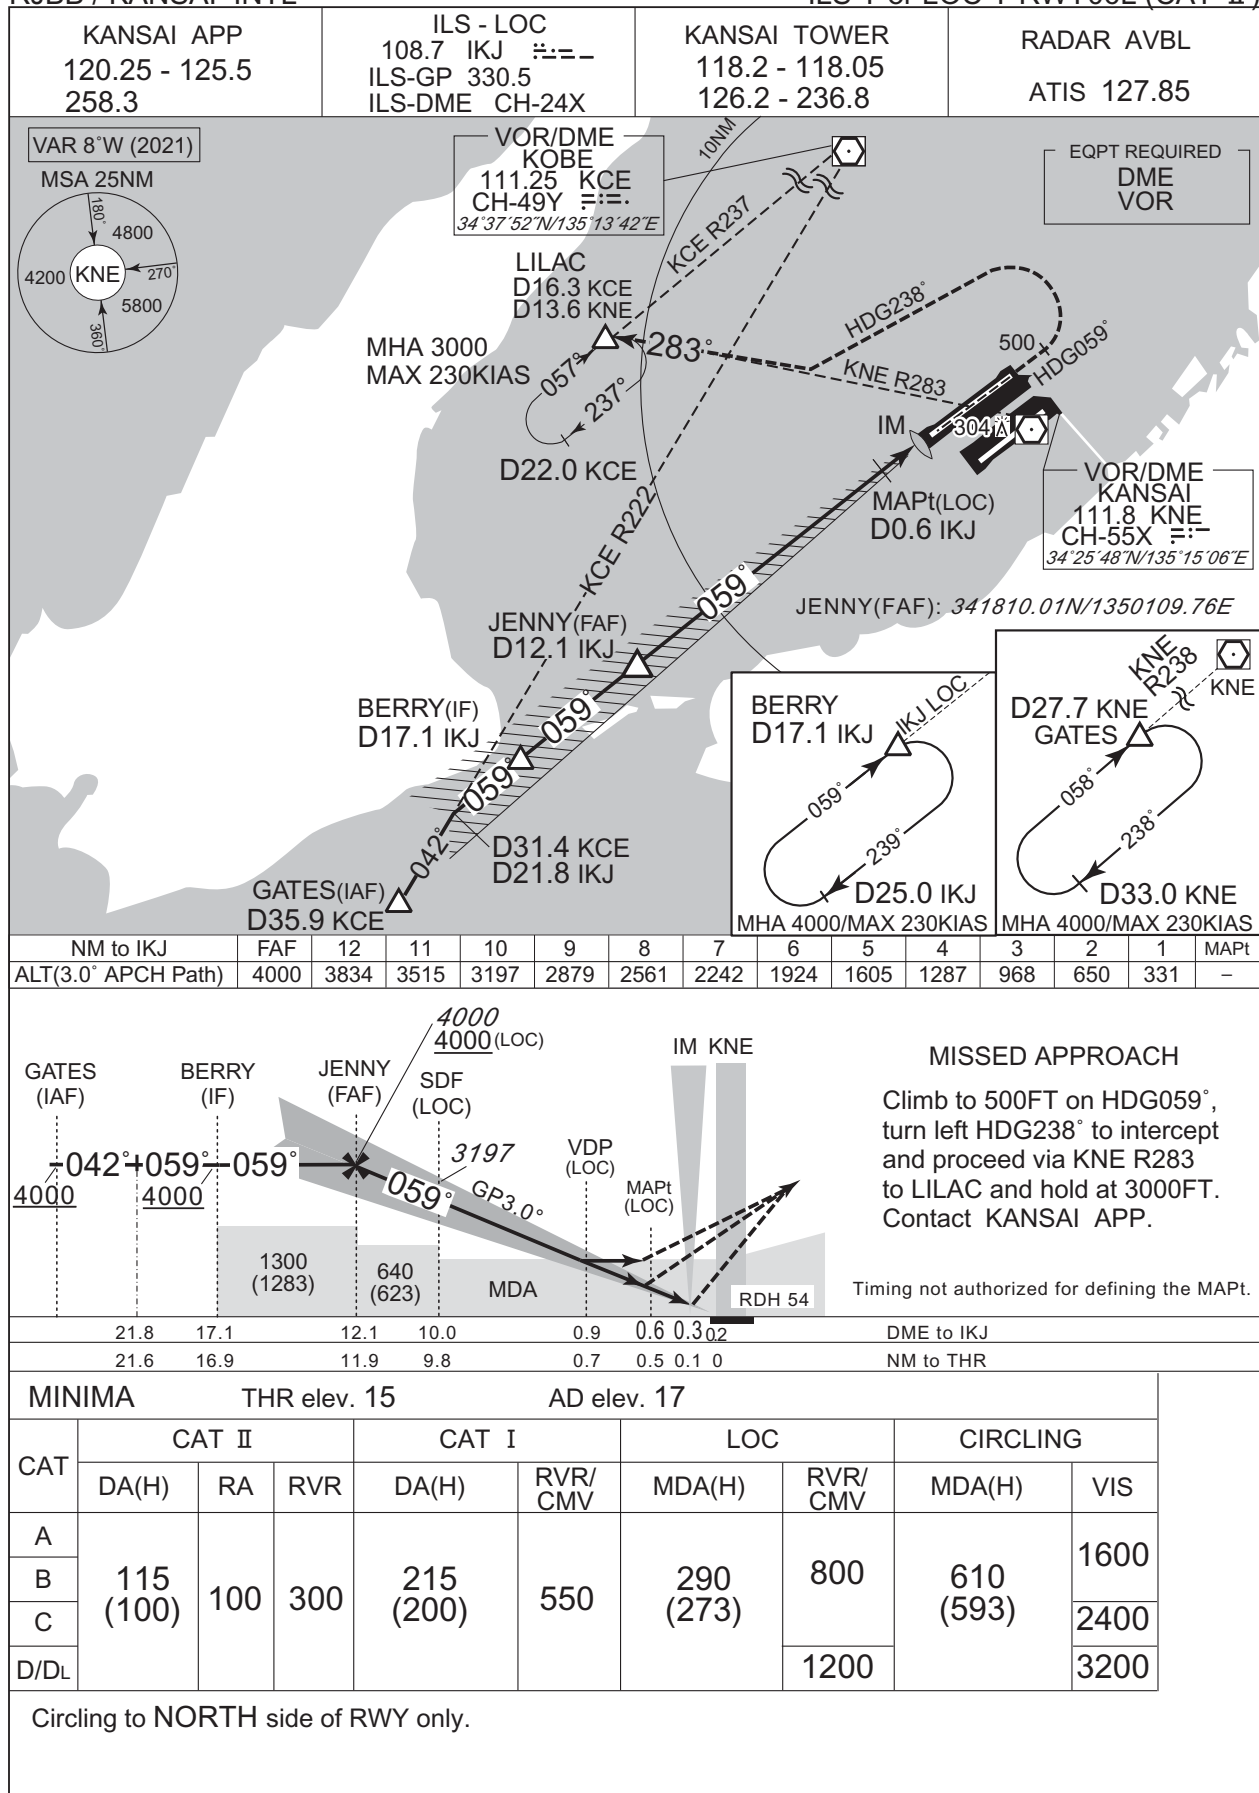 KANSAI APP
120.25 - 125.5
258.3
ILS - LOC
108.7 IKJ
ILS-GP 330.5
ILS-DME CH-24X
KANSAI TOWER
118.2 - 118.05
126.2 - 236.8
RADAR AVBL
ATIS 127.85
VAR 8°W (2021)
MSA 25NM
180°
4800
4200
KNE
270°
5800
360°
VOR/DME
KOBE
111.25 KCE
CH-49Y
34°37´52˝N/135°13´42˝E
10NM
EQPT REQUIRED
DME
VOR
KCE R237
LILAC
D16.3 KCE
D13.6 KNE
HDG238°
MHA 3000
MAX 230KIAS
283°
500
HDG059°
KNE R283
057°
237°
IM
304
D22.0 KCE
VOR/DME
KANSAI
111.8 KNE
CH-55X
34°25´48˝N/135°15´06˝E
MAPt(LOC)
D0.6 IKJ
KCE R222
059°
JENNY(FAF): 341810.01N/1350109.76E
JENNY(FAF)
D12.1 IKJ
BERRY(IF)
D17.1 IKJ
059°
059°
042°
D31.4 KCE
D21.8 IKJ
GATES(IAF)
D35.9 KCE
BERRY
D17.1 IKJ
IKJ LOC
059°
239°
D25.0 IKJ
MHA 4000/MAX 230KIAS
KNE
R238
KNE
D27.7 KNE
GATES
058°
238°
D33.0 KNE
MHA 4000/MAX 230KIAS
NM to IKJ FAF 12 11 10 9 8 7 6 5 4 3 2 1 MAPt
ALT(3.0° APCH Path) 4000 3834 3515 3197 2879 2561 2242 1924 1605 1287 968 650 331 –
4000
4000 (LOC)
GATES
(IAF)
BERRY
(IF)
JENNY
(FAF)
SDF
(LOC)
IM KNE
3197
VDP
(LOC)
MAPt
(LOC)
042° 059° 059°
4000
4000
059°
GP3.0°
1300
(1283)
640
(623)
MDA
RDH 54
MISSED APPROACH
Climb to 500FT on HDG059°,
turn left HDG238° to intercept
and proceed via KNE R283
to LILAC and hold at 3000FT.
Contact KANSAI APP.
Timing not authorized for defining the MAPt.
21.8 17.1 12.1 10.0 0.9 0.6 0.3 0.2 DME to IKJ
21.6 16.9 11.9 9.8 0.7 0.5 0.1 0 NM to THR
MINIMA THR elev. 15 AD elev. 17
CAT
CAT Ⅱ CAT Ⅰ LOC CIRCLING
DA(H) RA RVR DA(H) RVR/CMV MDA(H) RVR/CMV MDA(H) VIS
A
B
C
D/DL
115
(100)
100
300
215
(200)
550
290
(273)
800
1200
610
(593)
1600
2400
3200
Circling to NORTH side of RWY only.